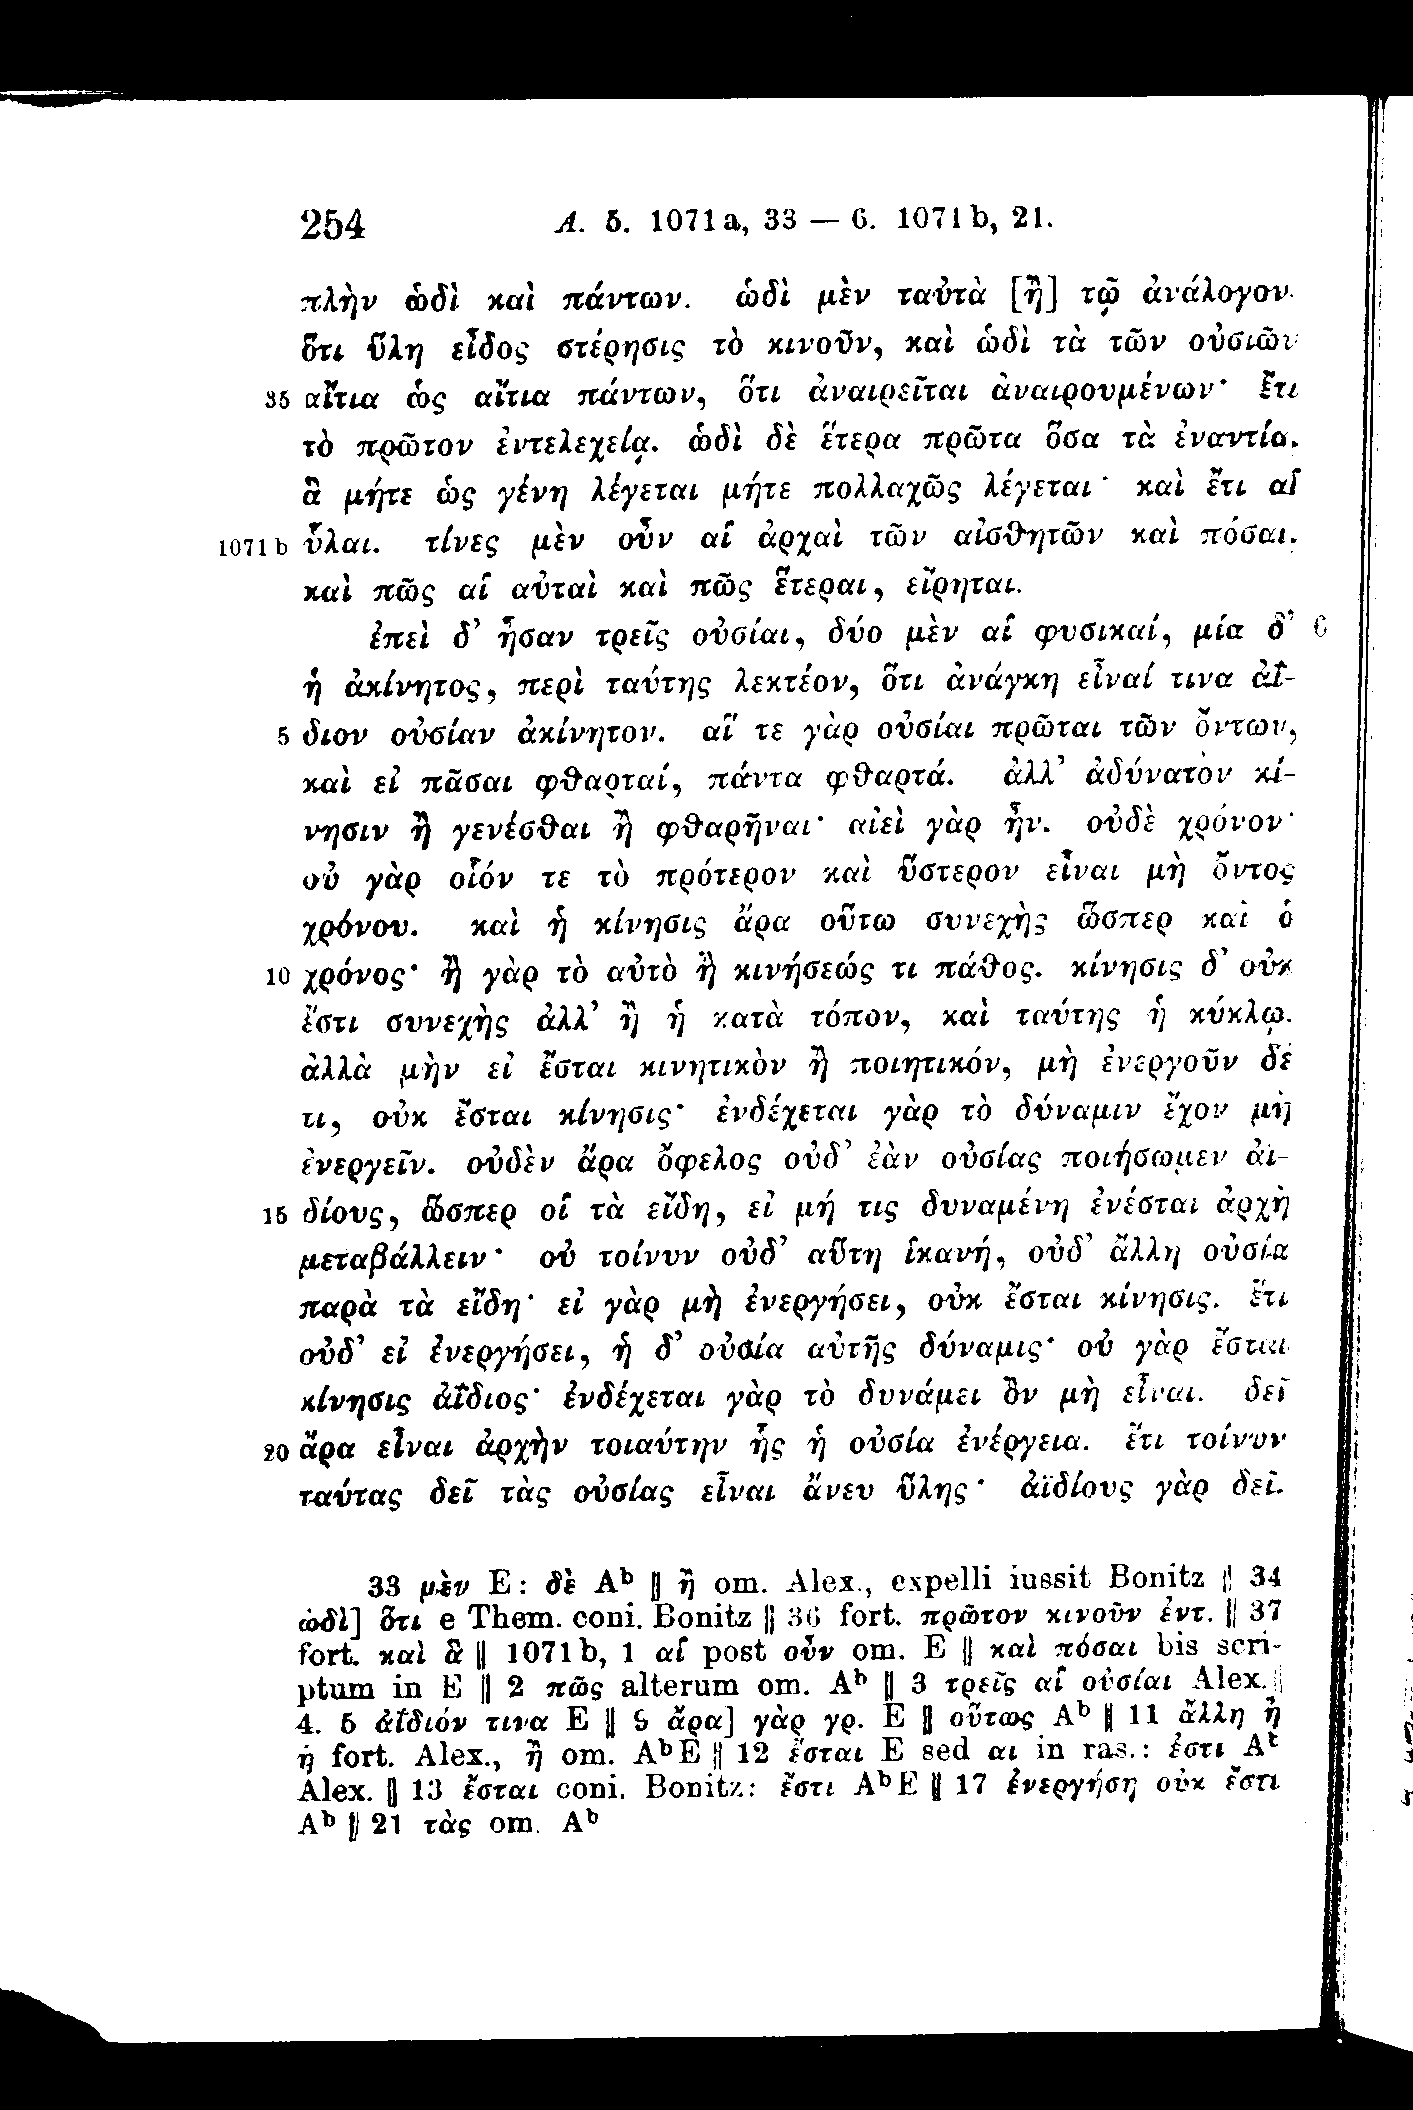 254 Λ. 5. 1071 a, 33 — 6. 1071 b, 21.
πλὴν ὡδὶ καὶ πάντων. ὡδὶ μὲν ταὐτὰ [ἢ] τῷ ἀνάλογον.
ὅτι ὕλη εἶδος στέρησις τὸ κινοῦν, καὶ ὡδὶ τὰ τῶν οὐσιῶν
35 αἴτια ὡς αἴτια πάντων, ὅτι ἀναιρεῖται ἀναιρουμένων· ἔτι
τὸ πρῶτον ἐντελεχείᾳ. ὡδὶ δὲ ἕτερα πρῶτα ὅσα τὰ ἐναντία.
ἃ μήτε ὡς γένη λέγεται μήτε πολλαχῶς λέγεται· καὶ ἔτι αἱ
1071 b ὗλαι. τίνες μὲν οὖν αἱ ἀρχαὶ τῶν αἰσθητῶν καὶ πόσαι,
καὶ πῶς αἱ αὐταὶ καὶ πῶς ἕτεραι, εἴρηται.
ἐπεὶ δ’ ἦσαν τρεῖς οὐσίαι, δύο μὲν αἱ φυσικαί, μία δ’ 6
ἡ ἀκίνητος, περὶ ταύτης λεκτέον, ὅτι ἀνάγκη εἶναί τινα ἀΐ-
5 διον οὐσίαν ἀκίνητον. αἵ τε γὰρ οὐσίαι πρῶται τῶν ὄντων,
καὶ εἰ πᾶσαι φθαρταί, πάντα φθαρτά. ἀλλ’ ἀδύνατον κί-
νησιν ἢ γενέσθαι ἢ φθαρῆναι· αἰεὶ γὰρ ἦν. οὐδὲ χρόνον·
οὐ γὰρ οἷόν τε τὸ πρότερον καὶ ὕστερον εἶναι μὴ ὄντος
χρόνου. καὶ ἡ κίνησις ἄρα οὕτω συνεχὴς ὥσπερ καὶ ὁ
10 χρόνος· ἢ γὰρ τὸ αὐτὸ ἢ κινήσεώς τι πάθος. κίνησις δ’ οὐκ
ἔστι συνεχὴς ἀλλ’ ἢ ἡ κατὰ τόπον, καὶ ταύτης ἡ κύκλῳ.
ἀλλὰ μὴν εἰ ἔσται κινητικὸν ἢ ποιητικόν, μὴ ἐνεργοῦν δέ
τι, οὐκ ἔσται κίνησις· ἐνδέχεται γὰρ τὸ δύναμιν ἔχον μὴ
ἐνεργεῖν. οὐδὲν ἄρα ὄφελος οὐδ’ ἐὰν οὐσίας ποιήσωμεν ἀϊ-
15 δίους, ὥσπερ οἱ τὰ εἴδη, εἰ μή τις δυναμένη ἐνέσται ἀρχὴ
μεταβάλλειν· οὐ τοίνυν οὐδ’ αὕτη ἱκανή, οὐδ’ ἄλλη οὐσία
παρὰ τὰ εἴδη· εἰ γὰρ μὴ ἐνεργήσει, οὐκ ἔσται κίνησις. ἔτι
οὐδ’ εἰ ἐνεργήσει, ἡ δ’ οὐσία αὐτῆς δύναμις· οὐ γὰρ ἔσται
κίνησις ἀΐδιος· ἐνδέχεται γὰρ τὸ δυνάμει ὂν μὴ εἶναι. δεῖ
20 ἄρα εἶναι ἀρχὴν τοιαύτην ἧς ἡ οὐσία ἐνέργεια. ἔτι τοίνυν
ταύτας δεῖ τὰς οὐσίας εἶναι ἄνευ ὕλης· ἀϊδίους γὰρ δεῖ.
33 μὲν E: δὲ Aᵇ || ἢ om. Alex., expelli iussit Bonitz || 34
ὡδὶ] ὅτι e Them. coni. Bonitz || 36 fort. πρῶτον κινοῦν ἐντ. || 37
fort. καὶ ἃ || 1071 b, 1 αἱ post οὖν om. E || καὶ πόσαι bis scri-
ptum in E || 2 πῶς alterum om. Aᵇ || 3 τρεῖς αἱ οὐσίαι Alex. ||
4. 5 ἀΐδιόν τινα E || 9 ἄρα] γὰρ γρ. E || οὕτως Aᵇ || 11 ἄλλη ἢ
ἡ fort. Alex., ἢ om. AᵇE || 12 ἔσται E sed αι in ras.: ἐστι Aᵇ
Alex. || 13 ἔσται coni. Bonitz: ἔστι AᵇE || 17 ἐνεργήσῃ οὐκ ἔστι
Aᵇ || 21 τὰς om. Aᵇ